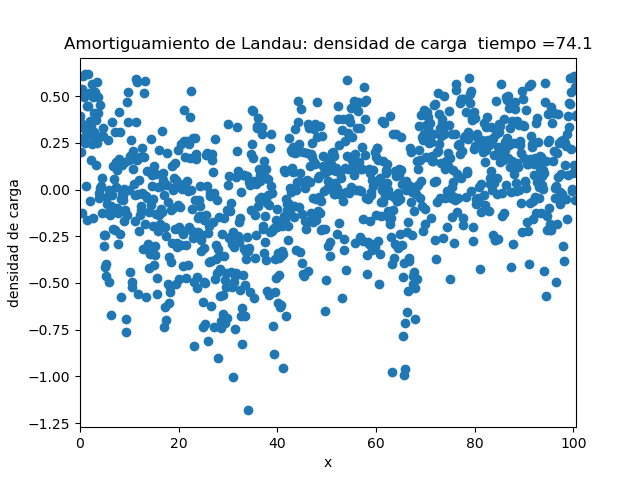 Amortiguamiento de Landau: densidad de carga  tiempo =74.1
densidad de carga
0.50
0.25
0.00
−0.25
−0.50
−0.75
−1.00
−1.25
0 20 40 60 80 100
x